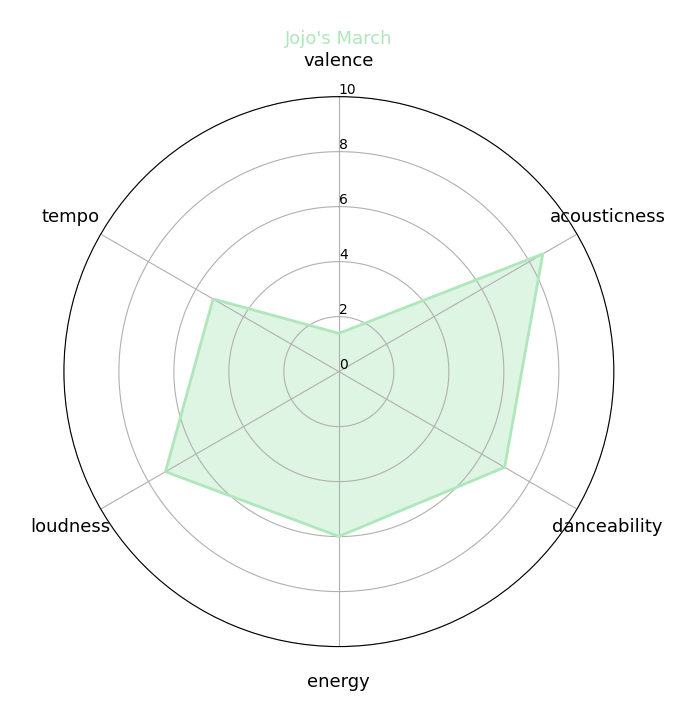 Jojo's March
valence
10
8
tempo
acousticness
6
4
2
0
loudness
danceability
energy